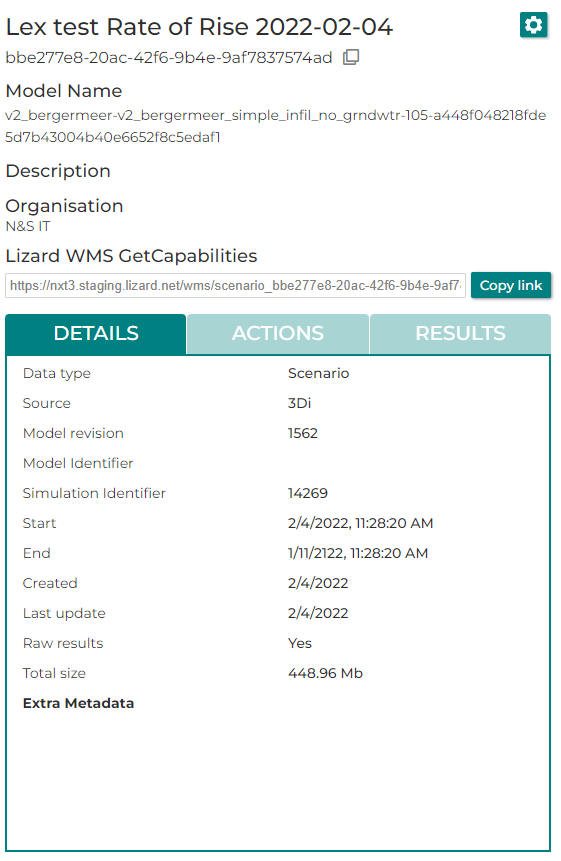 Lex test Rate of Rise 2022-02-04
bbe277e8-20ac-42f6-9b4e-9af7837574ad
Model Name
v2_bergermeer-v2_bergermeer_simple_infil_no_grndwtr-105-a448f048218fde
5d7b43004b40e6652f8c5edaf1
Description
Organisation
N&S IT
Lizard WMS GetCapabilities
https://nxt3.staging.lizard.net/wms/scenario_bbe277e8-20ac-42f6-9b4e-9af7 Copy link
DETAILS ACTIONS RESULTS
Data type Scenario
Source 3Di
Model revision 1562
Model Identifier
Simulation Identifier 14269
Start 2/4/2022, 11:28:20 AM
End 1/11/2122, 11:28:20 AM
Created 2/4/2022
Last update 2/4/2022
Raw results Yes
Total size 448.96 Mb
Extra Metadata